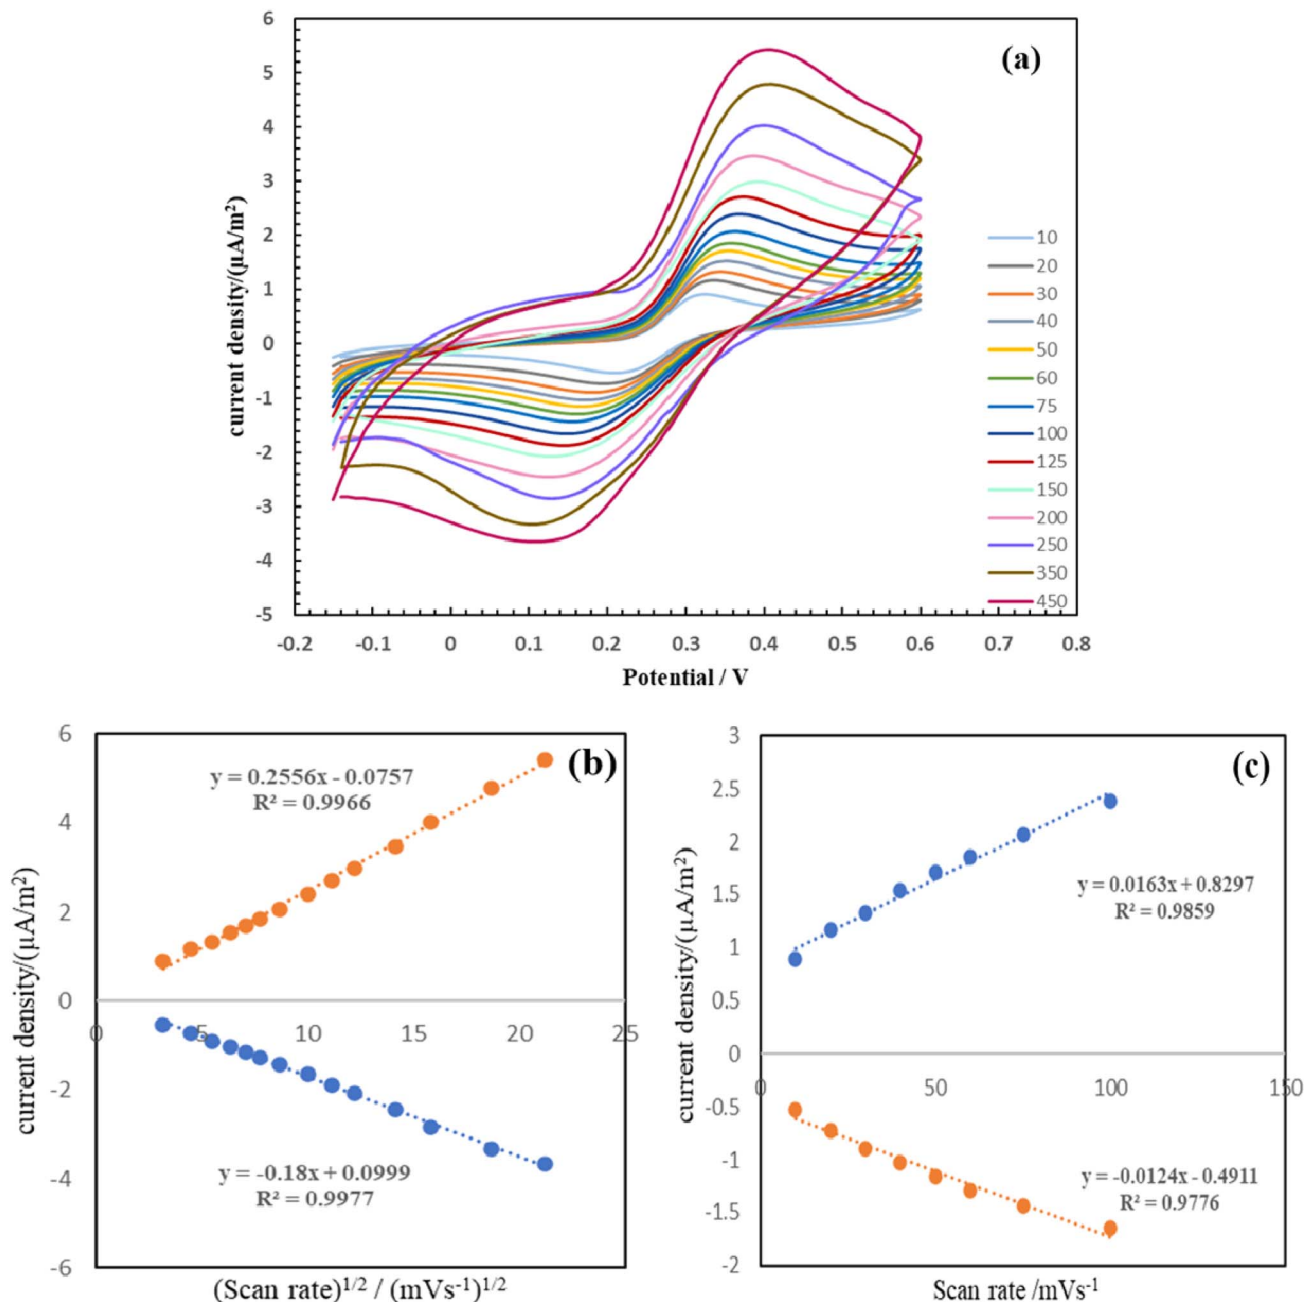 6
(a)
5
4
3
2
1
0
-1
-2
-3
-4
-5
current density/(μA/m²)
10
20
30
40
50
60
75
100
125
150
200
250
350
450
-0.2 -0.1 0 0.1 0.2 0.3 0.4 0.5 0.6 0.7 0.8
Potential / V
6
(b)
y = 0.2556x - 0.0757
R² = 0.9966
4
2
0
0 5 10 15 20 25
-2
-4
-6
y = -0.18x + 0.0999
R² = 0.9977
current density/(μA/m²)
(Scan rate)1/2 / (mVs-1)1/2
3
(c)
2.5
2
1.5
y = 0.0163x + 0.8297
R² = 0.9859
1
0.5
0
0 50 100 150
-0.5
-1
y = -0.0124x - 0.4911
R² = 0.9776
-1.5
-2
current density/(μA/m²)
Scan rate /mVs-1